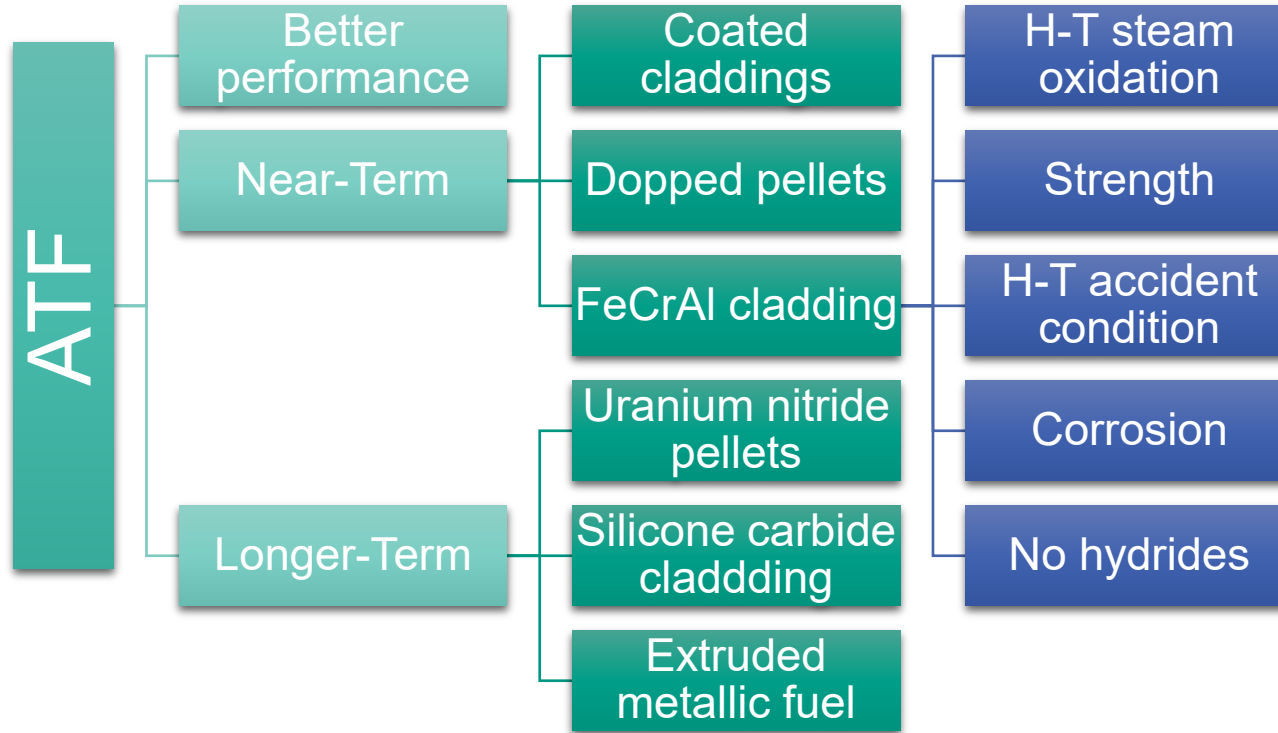 ATF
Better
performance
Near-Term
Longer-Term
Coated
claddings
Dopped pellets
FeCrAl cladding
Uranium nitride
pellets
Silicone carbide
claddding
Extruded
metallic fuel
H-T steam
oxidation
Strength
H-T accident
condition
Corrosion
No hydrides